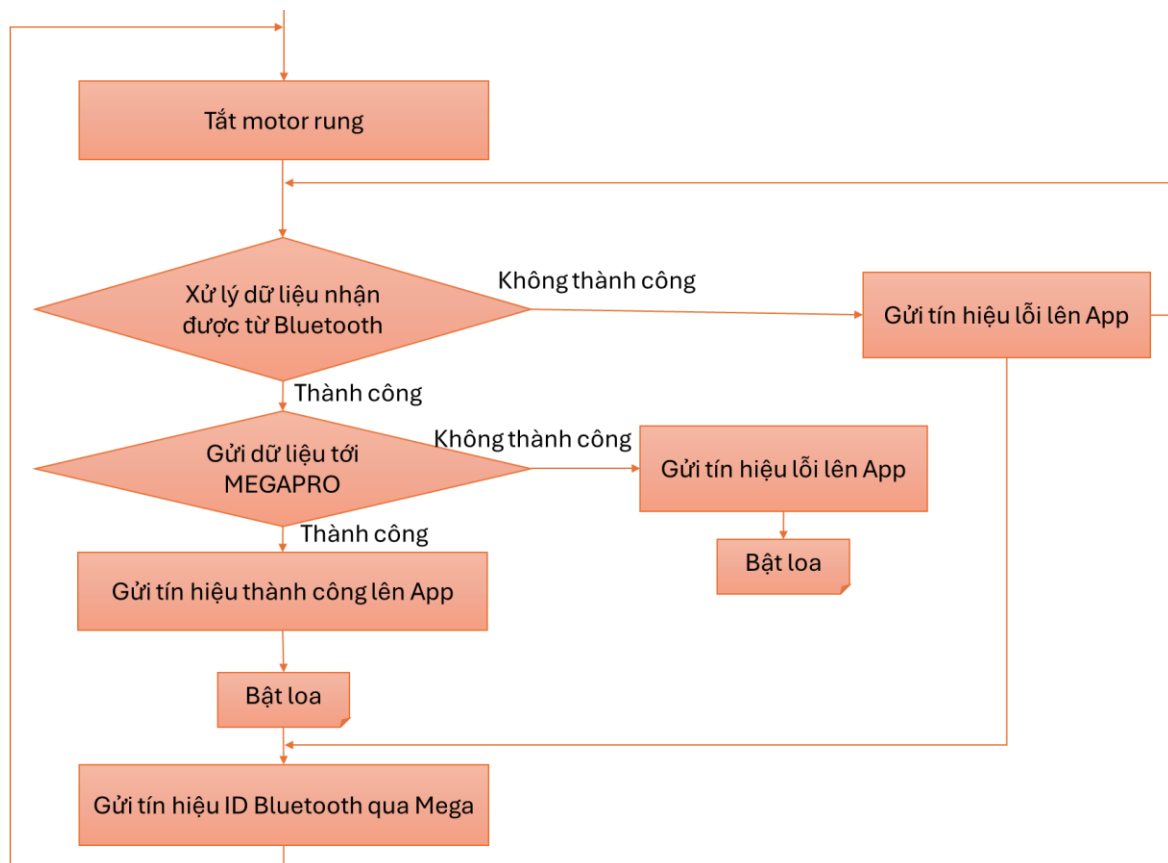 Tắt motor rung
Không thành công
Xử lý dữ liệu nhận
được từ Bluetooth
Gửi tín hiệu lỗi lên App
Thành công
Không thành công
Gửi dữ liệu tới
MEGAPRO
Gửi tín hiệu lỗi lên App
Thành công
Bật loa
Gửi tín hiệu thành công lên App
Bật loa
Gửi tín hiệu ID Bluetooth qua Mega